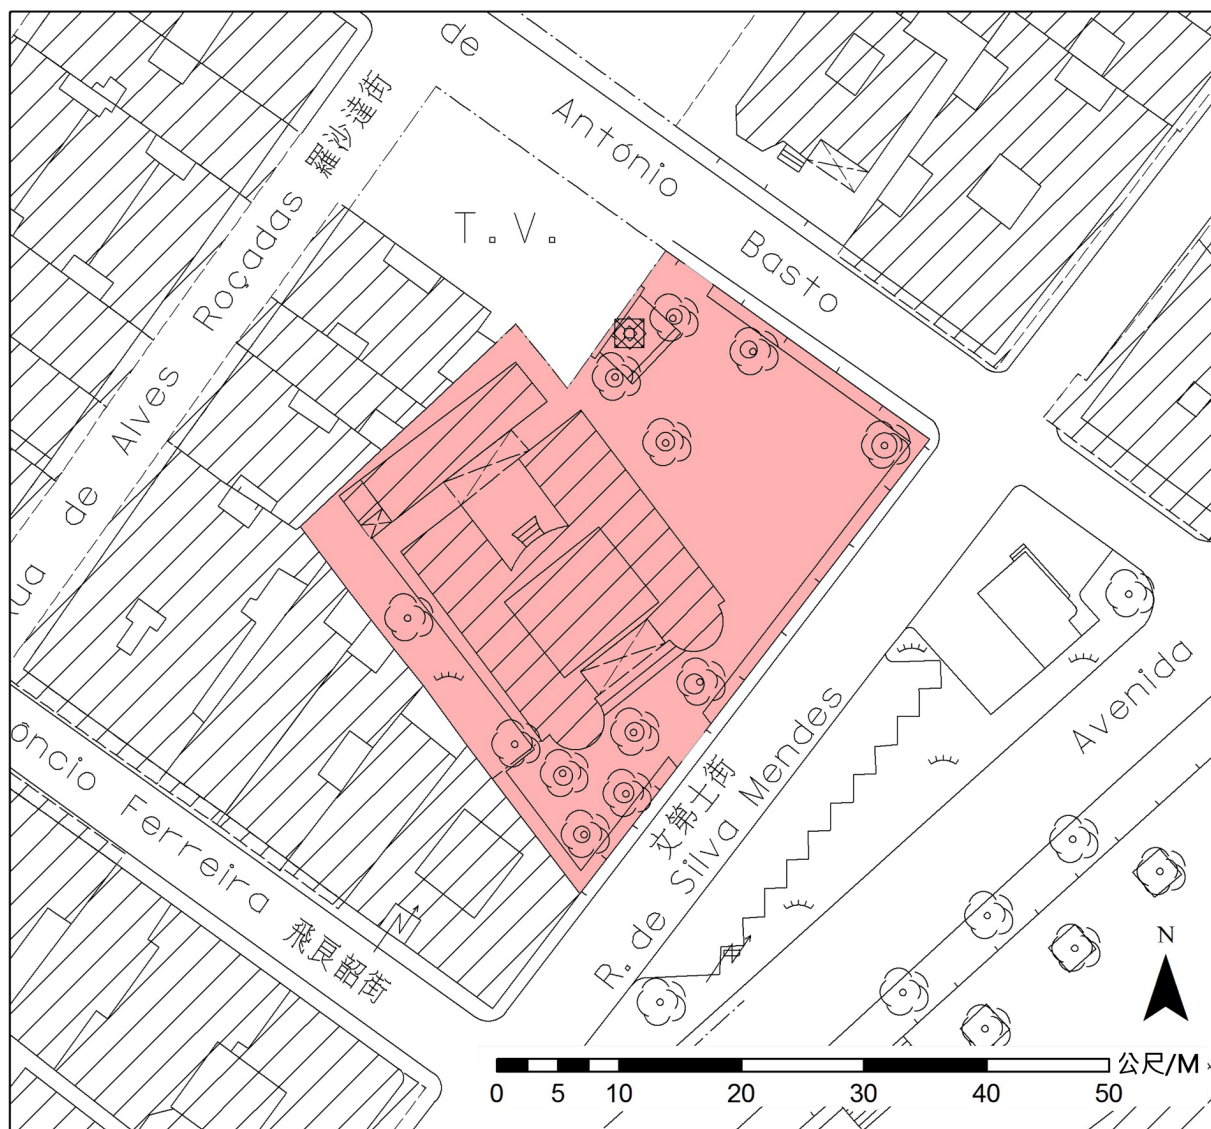 de
António
Basto
Rua de Alves Roçadas 羅沙達街
T. V.
文第士街
R. de Silva Mendes
Avenida
ôncio Ferreira 飛良韶街
N
N
公尺/M
0 5 10 20 30 40 50